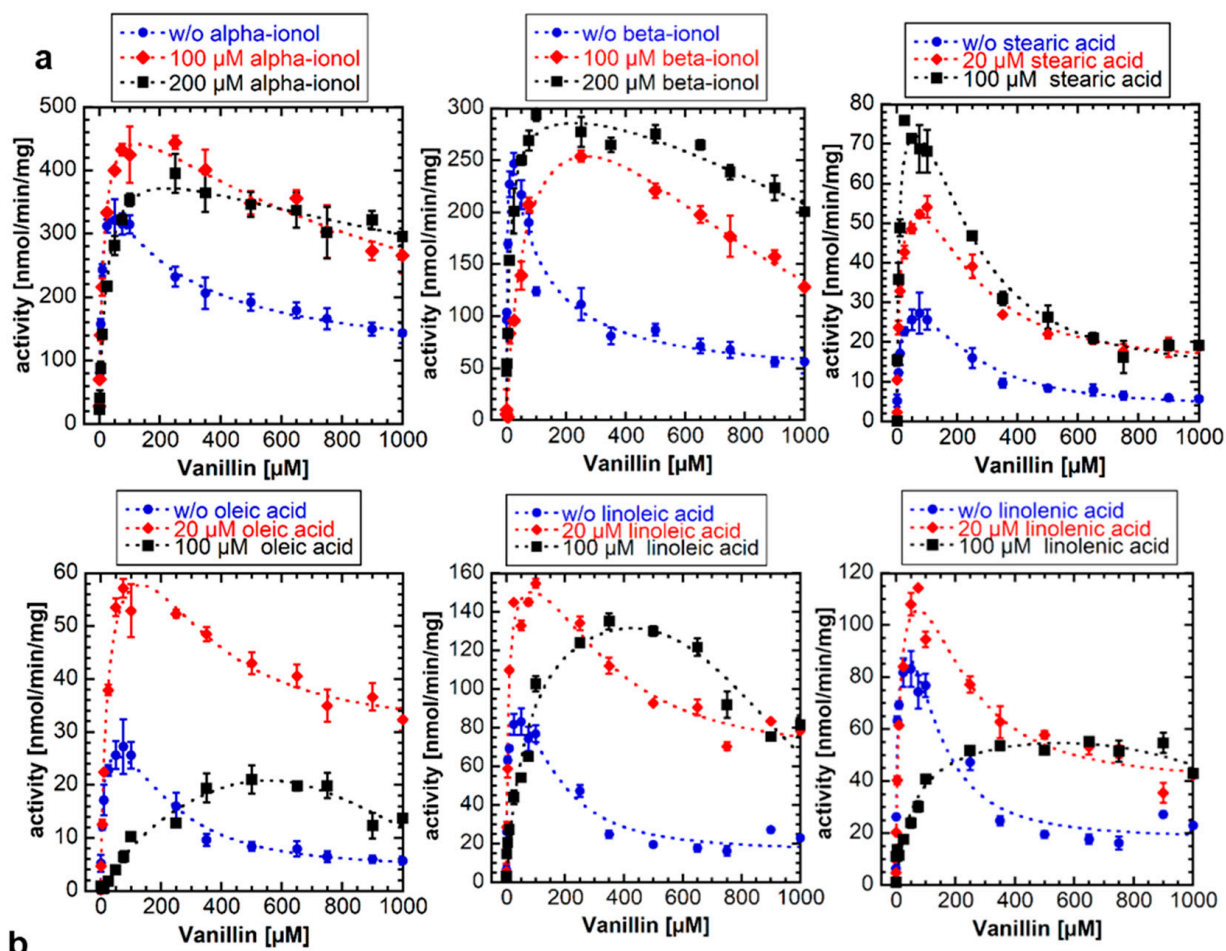 a
w/o alpha-ionol
100 µM alpha-ionol
200 µM alpha-ionol
w/o beta-ionol
100 µM beta-ionol
200 µM beta-ionol
w/o stearic acid
20 µM stearic acid
100 µM stearic acid
activity [nmol/min/mg]
500
400
300
200
100
0
0 200 400 600 800 1000
Vanillin [µM]
activity [nmol/min/mg]
300
250
200
150
100
50
0
0 200 400 600 800 1000
Vanillin [µM]
activity [nmol/min/mg]
80
70
60
50
40
30
20
10
0
0 200 400 600 800 1000
Vanillin [µM]
w/o oleic acid
20 µM oleic acid
100 µM oleic acid
w/o linoleic acid
20 µM linoleic acid
100 µM linoleic acid
w/o linolenic acid
20 µM linolenic acid
100 µM linolenic acid
activity [nmol/min/mg]
60
50
40
30
20
10
0
0 200 400 600 800 1000
Vanillin [µM]
activity [nmol/min/mg]
160
140
120
100
80
60
40
20
0
0 200 400 600 800 1000
Vanillin [µM]
activity [nmol/min/mg]
120
100
80
60
40
20
0
0 200 400 600 800 1000
Vanillin [µM]
b